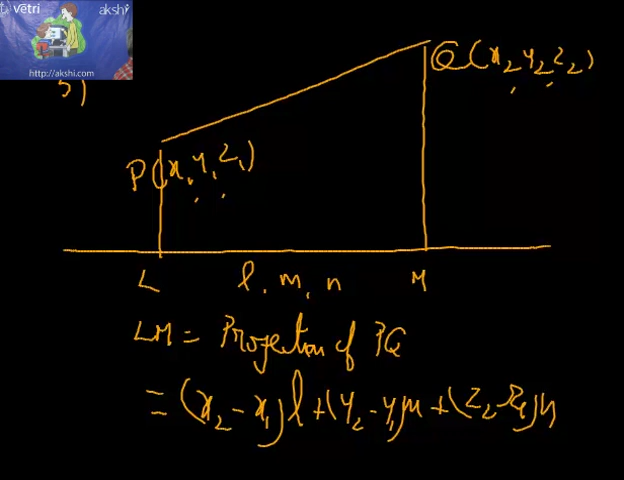 vetri akshi
http://akshi.com
5)
Q(x₂, y₂, z₂)
P(x₁, y₁, z₁)
L l, m, n M
LM = Projection of PQ
= (x₂ - x₁)l + (y₂ - y₁)m + (z₂ - z₁)n